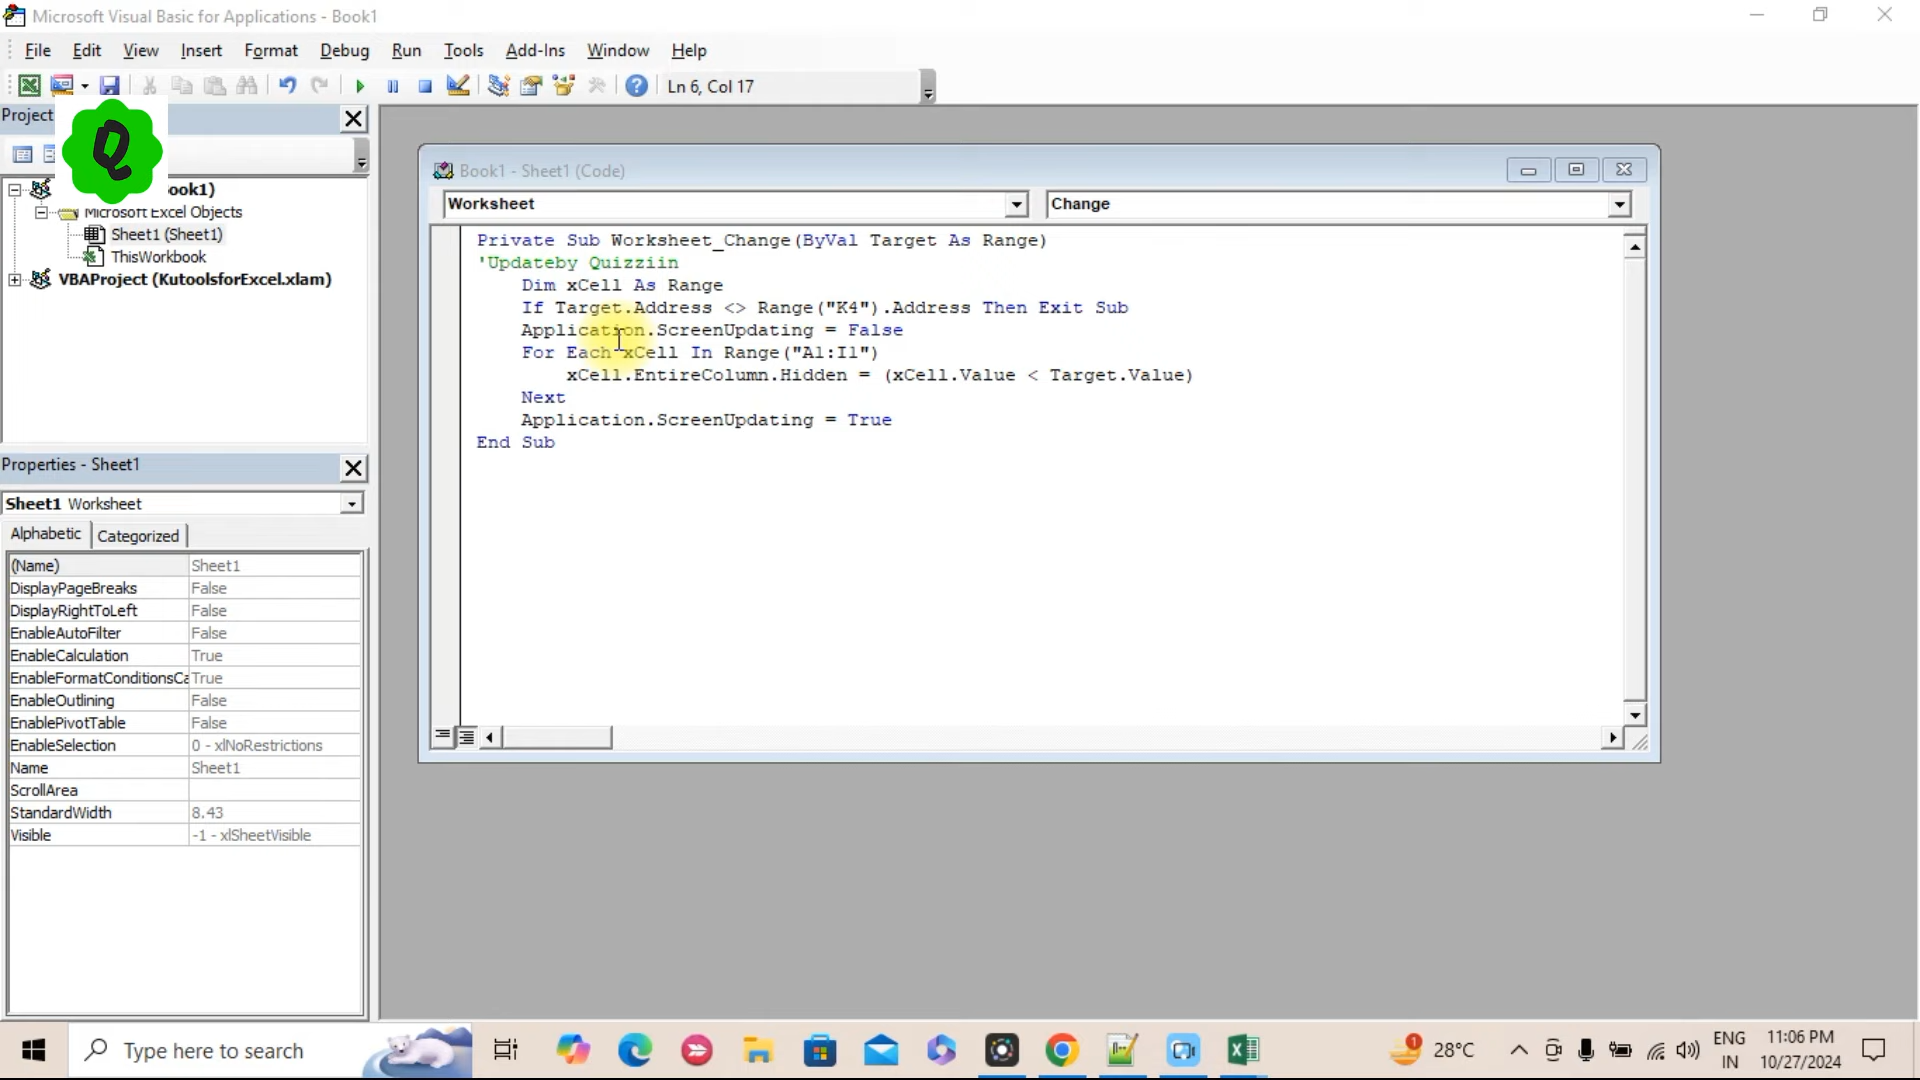 Microsoft Visual Basic for Applications - Book1
File Edit View Insert Format Debug Run Tools Add-Ins Window Help
Ln 6, Col 17
Project
Q
ook1)
Microsoft Excel Objects
Sheet1 (Sheet1)
ThisWorkbook
VBAProject (KutoolsforExcel.xlam)
Properties - Sheet1
Sheet1 Worksheet
Alphabetic Categorized
(Name) Sheet1
DisplayPageBreaks False
DisplayRightToLeft False
EnableAutoFilter False
EnableCalculation True
EnableFormatConditionsCa True
EnableOutlining False
EnablePivotTable False
EnableSelection 0 - xlNoRestrictions
Name Sheet1
ScrollArea
StandardWidth 8.43
Visible -1 - xlSheetVisible
Book1 - Sheet1 (Code)
Worksheet Change
Private Sub Worksheet_Change(ByVal Target As Range)
'Updateby Quizziin
Dim xCell As Range
If Target.Address <> Range("K4").Address Then Exit Sub
Application.ScreenUpdating = False
For Each xCell In Range("A1:I1")
xCell.EntireColumn.Hidden = (xCell.Value < Target.Value)
Next
Application.ScreenUpdating = True
End Sub
Type here to search
1
28°C
ENG
IN
11:06 PM
10/27/2024